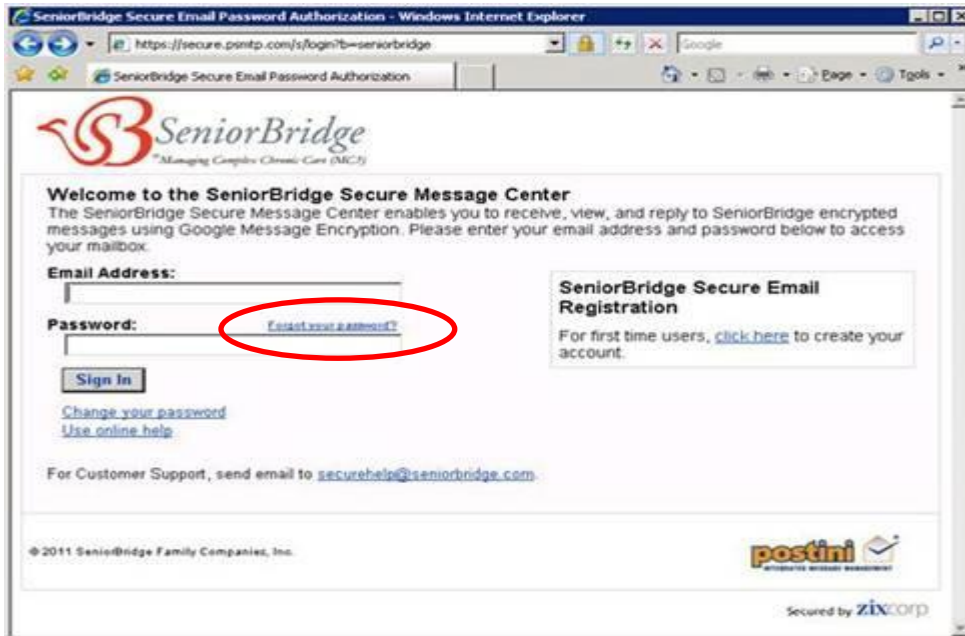 SeniorBridge Secure Email Password Authorization - Windows Internet Explorer
https://secure.psmtp.com/s/login?b=seniorbridge
Google
SeniorBridge Secure Email Password Authorization
Page
Tools
SeniorBridge
Managing Complex Chronic Care (MC3)
Welcome to the SeniorBridge Secure Message Center
The SeniorBridge Secure Message Center enables you to receive, view, and reply to SeniorBridge encrypted
messages using Google Message Encryption. Please enter your email address and password below to access
your mailbox.
Email Address:
SeniorBridge Secure Email
Registration
Password:
Forgot your password?
For first time users, click here to create your
account.
Sign In
Change your password
Use online help
For Customer Support, send email to securehelp@seniorbridge.com.
© 2011 SeniorBridge Family Companies, Inc.
postini
INTEGRATED MESSAGE MANAGEMENT
Secured by ZIXCORP